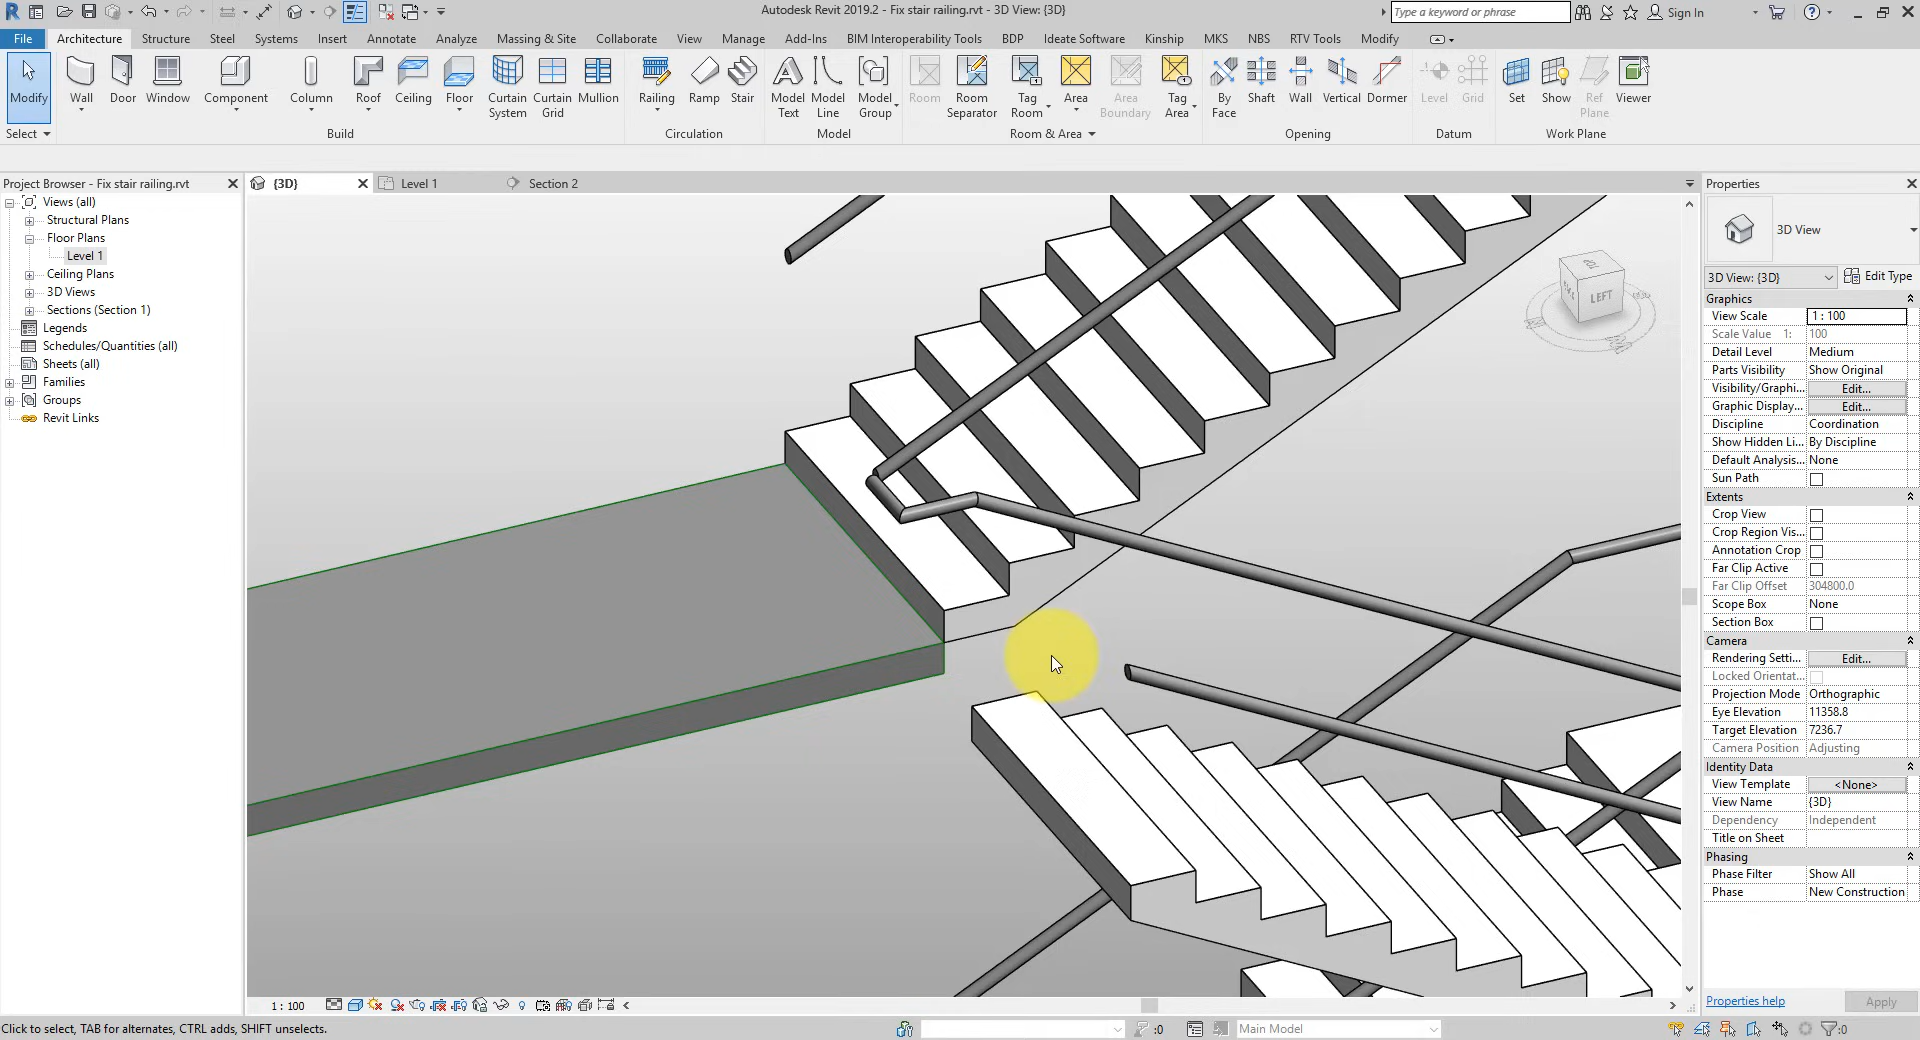 Autodesk Revit 2019.2 - Fix stair railing.rvt - 3D View: {3D}
Type a keyword or phrase
Sign In
File Architecture Structure Steel Systems Insert Annotate Analyze Massing & Site Collaborate View Manage Add-Ins BIM Interoperability Tools BDP Ideate Software Kinship MKS NBS RTV Tools Modify
Modify Wall Door Window Component Column Roof Ceiling Floor Curtain System Curtain Grid Mullion Railing Ramp Stair Model Text Model Line Model Group Room Room Separator Tag Room Area Area Boundary Tag Area By Face Shaft Wall Vertical Dormer Level Grid Set Show Ref Plane Viewer
Select Build Circulation Model Room & Area Opening Datum Work Plane
Project Browser - Fix stair railing.rvt
{3D}
Level 1
Section 2
Views (all)
Structural Plans
Floor Plans
Level 1
Ceiling Plans
3D Views
Sections (Section 1)
Legends
Schedules/Quantities (all)
Sheets (all)
Families
Groups
Revit Links
LEFT
Properties
3D View
3D View: {3D}
Edit Type
Graphics
View Scale 1 : 100
Scale Value 1: 100
Detail Level Medium
Parts Visibility Show Original
Visibility/Graphi... Edit...
Graphic Display... Edit...
Discipline Coordination
Show Hidden Li... By Discipline
Default Analysis... None
Sun Path
Extents
Crop View
Crop Region Vis...
Annotation Crop
Far Clip Active
Far Clip Offset 304800.0
Scope Box None
Section Box
Camera
Rendering Setti... Edit...
Locked Orientat...
Projection Mode Orthographic
Eye Elevation 11358.8
Target Elevation 7236.7
Camera Position Adjusting
Identity Data
View Template <None>
View Name {3D}
Dependency Independent
Title on Sheet
Phasing
Phase Filter Show All
Phase New Construction
Properties help
Apply
1 : 100
Click to select, TAB for alternates, CTRL adds, SHIFT unselects.
:0
Main Model
:0